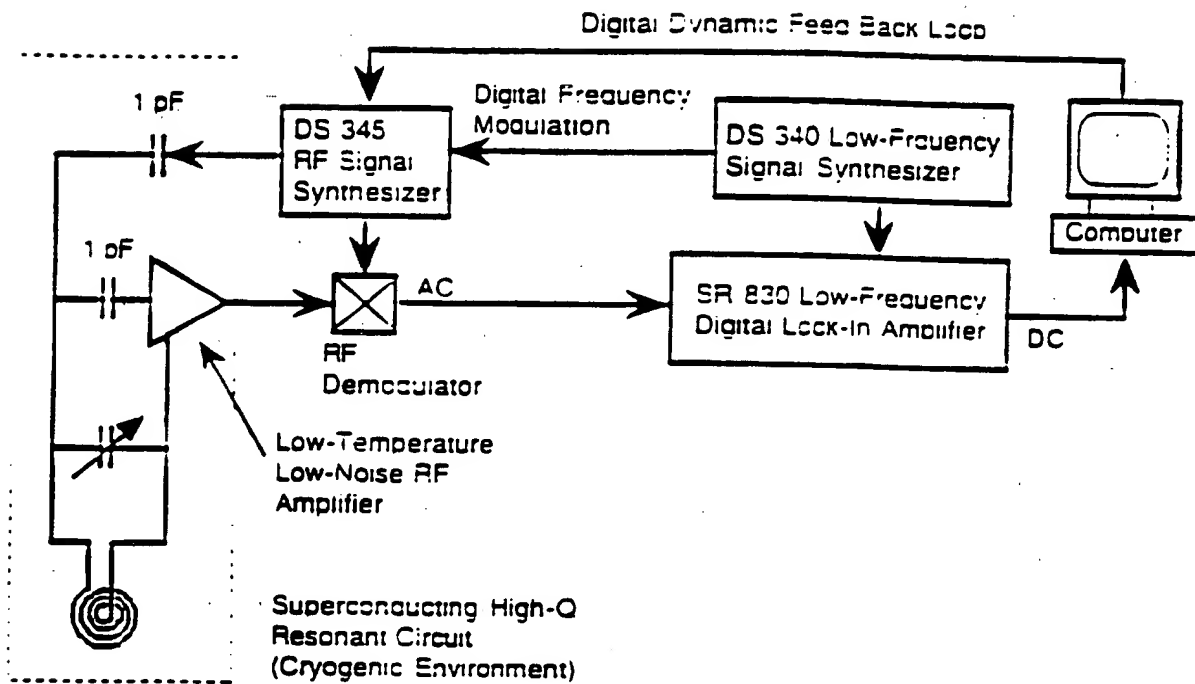 Digital Dynamic Feed Back Loop
1 pF
DS 345
RF Signal
Synthesizer
Digital Frequency
Modulation
DS 340 Low-Frquency
Signal Synthesizer
Computer
1 pF
AC
SR 830 Low-Frequency
Digital Lock-In Amplifier
DC
RF
Demodulator
Low-Temperature
Low-Noise RF
Amplifier
Superconducting High-Q
Resonant Circuit
(Cryogenic Environment)